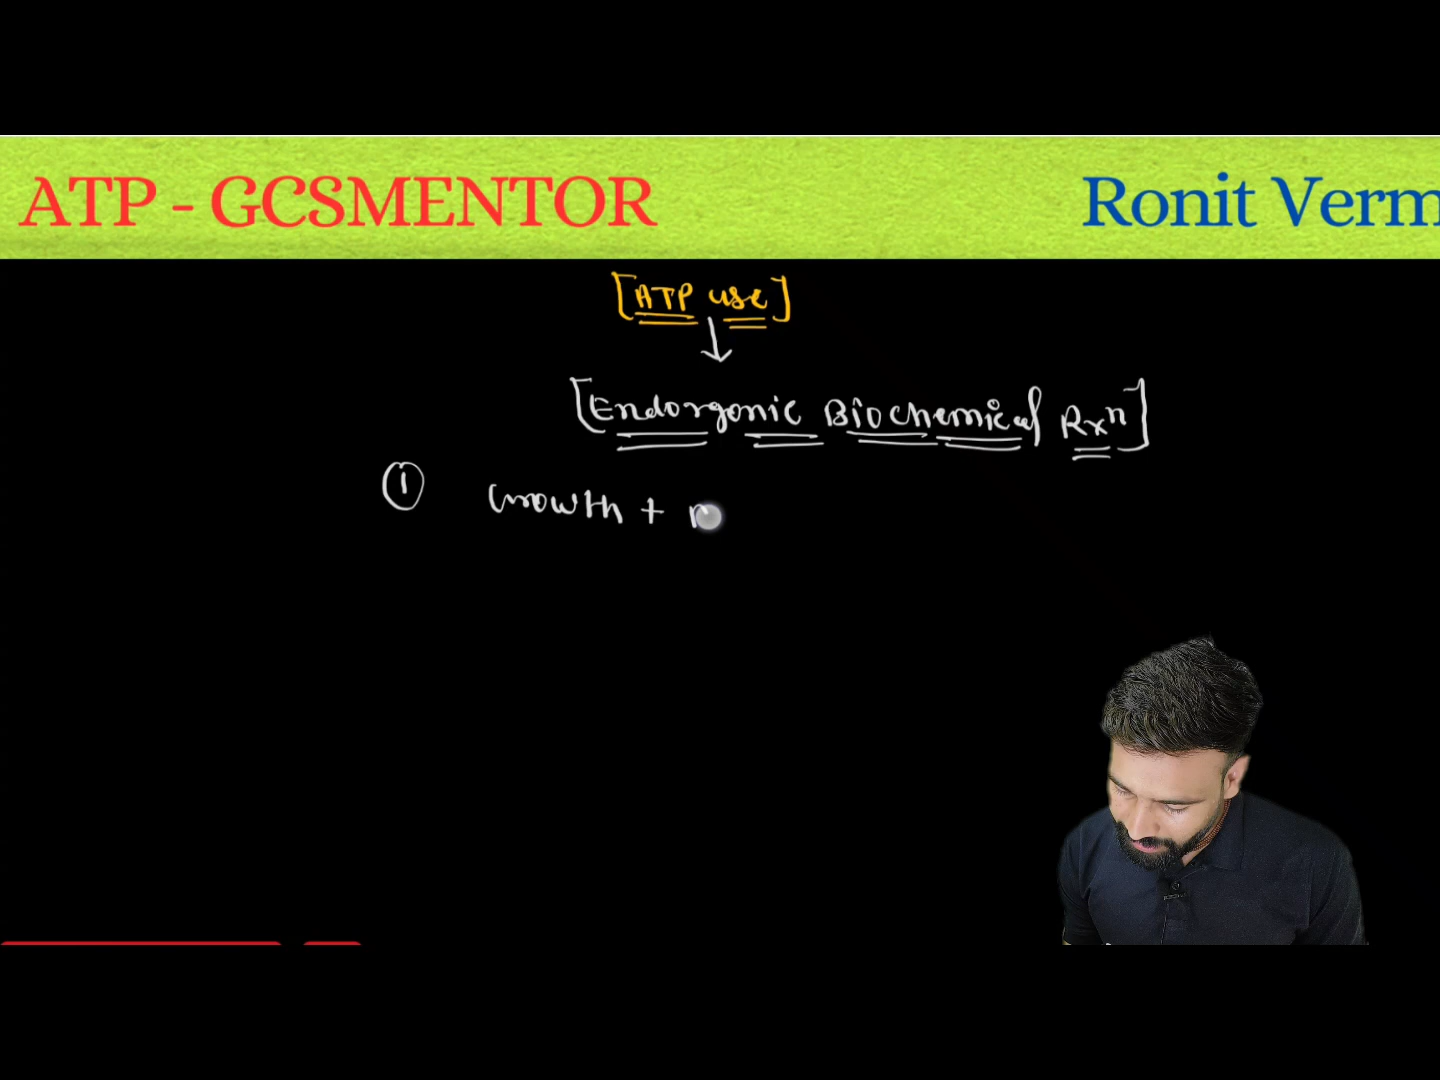 ATP - GCSMENTOR Ronit Verm
[ATP use]
[Endorgonic Biochemical Rxⁿ]
① Growth +